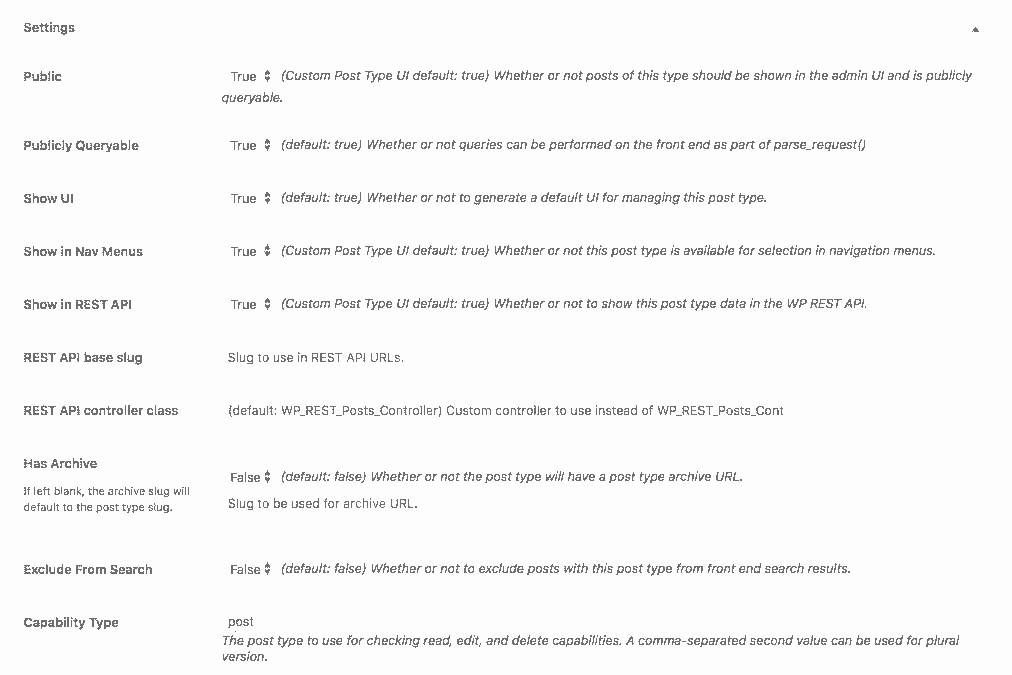 Settings
Public True (Custom Post Type UI default: true) Whether or not posts of this type should be shown in the admin UI and is publicly
queryable.
Publicly Queryable True (default: true) Whether or not queries can be performed on the front end as part of parse_request()
Show UI True (default: true) Whether or not to generate a default UI for managing this post type.
Show in Nav Menus True (Custom Post Type UI default: true) Whether or not this post type is available for selection in navigation menus.
Show in REST API True (Custom Post Type UI default: true) Whether or not to show this post type data in the WP REST API.
REST API base slug Slug to use in REST API URLs.
REST API controller class (default: WP_REST_Posts_Controller) Custom controller to use instead of WP_REST_Posts_Cont
Has Archive
False (default: false) Whether or not the post type will have a post type archive URL.
If left blank, the archive slug will
default to the post type slug.
Slug to be used for archive URL.
Exclude From Search False (default: false) Whether or not to exclude posts with this post type from front end search results.
Capability Type post
The post type to use for checking read, edit, and delete capabilities. A comma-separated second value can be used for plural
version.